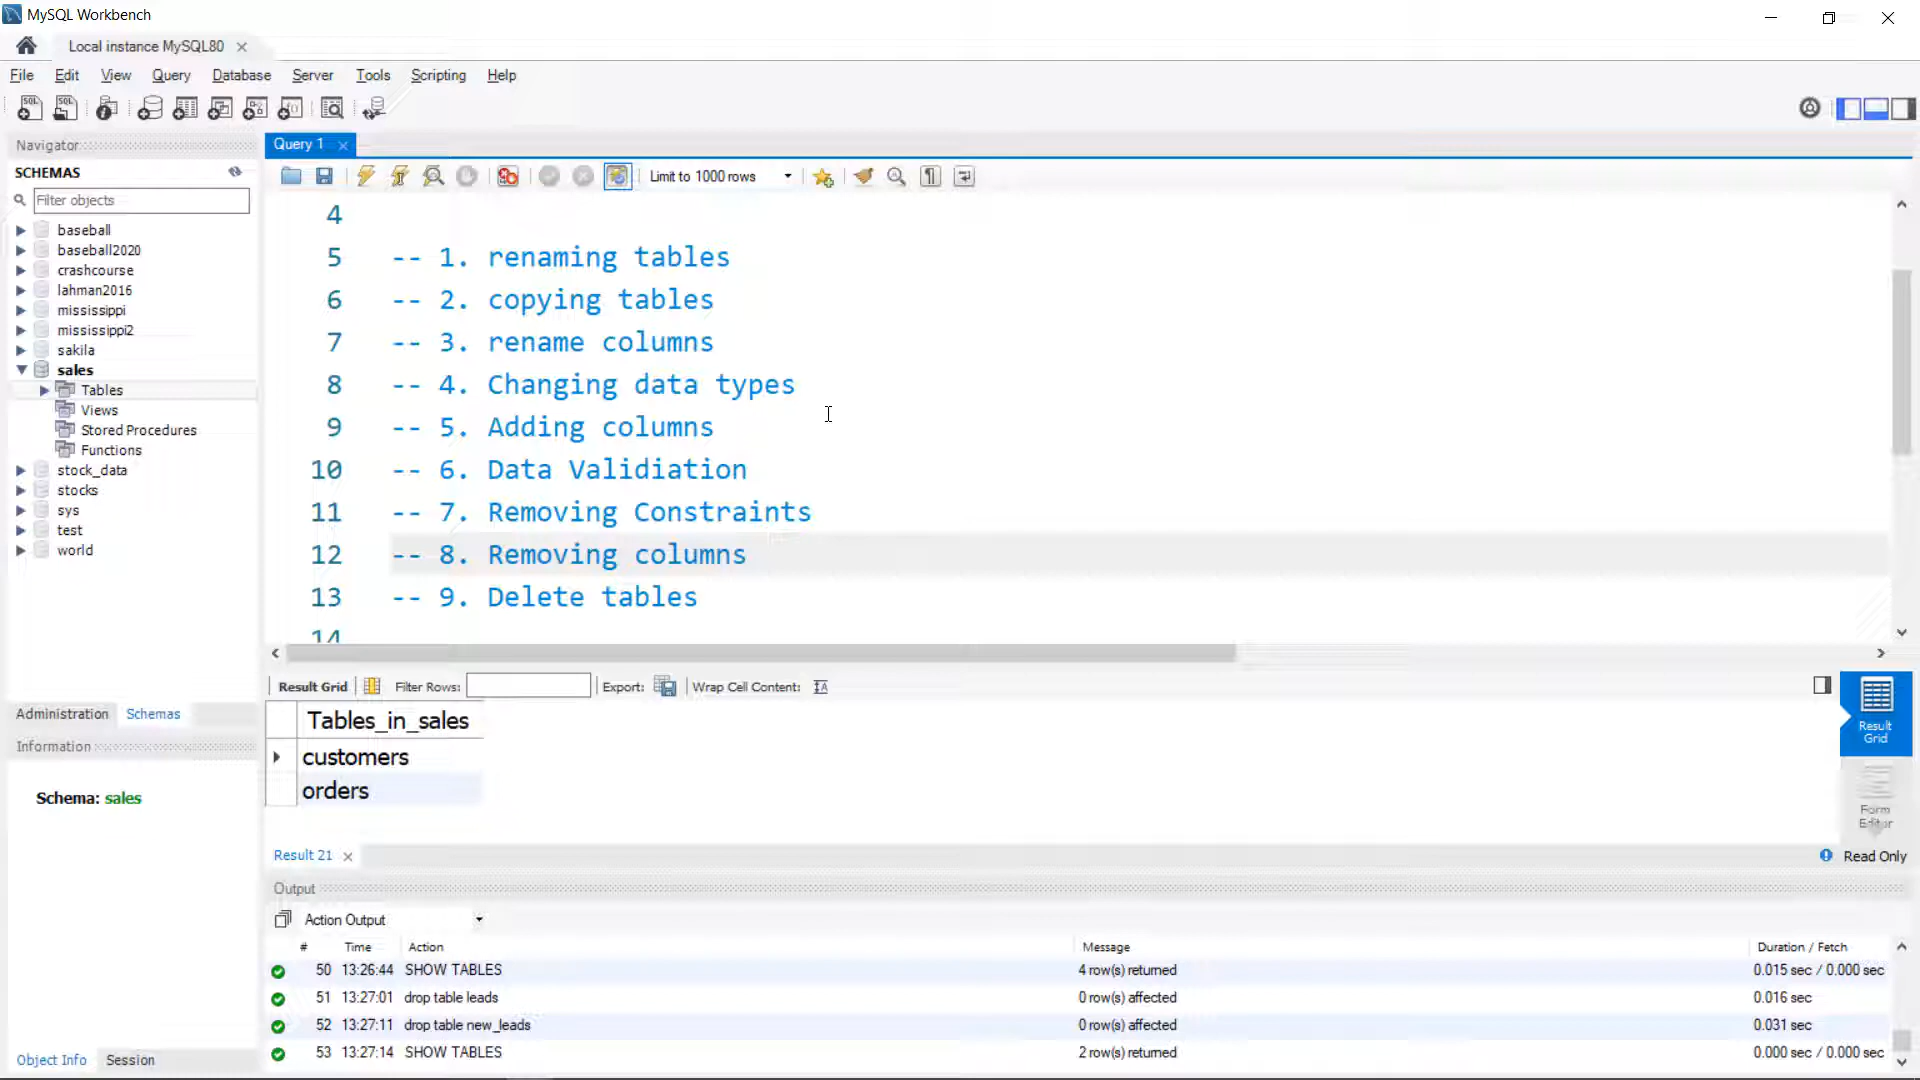 MySQL Workbench
Local instance MySQL80
File Edit View Query Database Server Tools Scripting Help
Navigator
SCHEMAS
Filter objects
baseball
baseball2020
crashcourse
lahman2016
mississippi
mississippi2
sakila
sales
Tables
Views
Stored Procedures
Functions
stock_data
stocks
sys
test
world
Administration Schemas
Information
Schema: sales
Object Info Session
Query 1
Limit to 1000 rows
4
5 -- 1. renaming tables
6 -- 2. copying tables
7 -- 3. rename columns
8 -- 4. Changing data types
9 -- 5. Adding columns
10 -- 6. Data Validiation
11 -- 7. Removing Constraints
12 -- 8. Removing columns
13 -- 9. Delete tables
14
Result Grid Filter Rows: Export: Wrap Cell Content:
Tables_in_sales
customers
orders
Result Grid
Form Editor
Result 21
Read Only
Output
Action Output
# Time Action Message Duration / Fetch
50 13:26:44 SHOW TABLES 4 row(s) returned 0.015 sec / 0.000 sec
51 13:27:01 drop table leads 0 row(s) affected 0.016 sec
52 13:27:11 drop table new_leads 0 row(s) affected 0.031 sec
53 13:27:14 SHOW TABLES 2 row(s) returned 0.000 sec / 0.000 sec